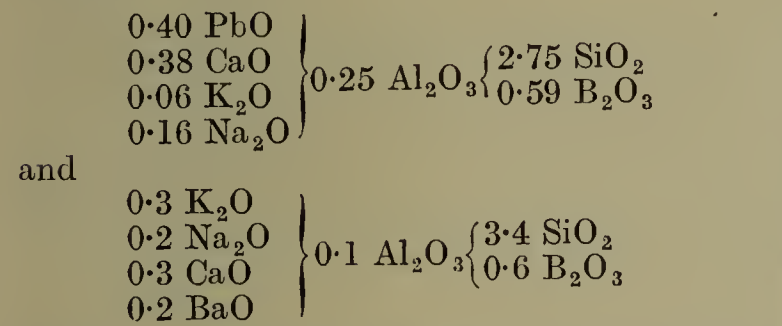 0·40 PbO
0·38 CaO
0·06 K₂O
0·16 Na₂O
0·25 Al₂O₃
2·75 SiO₂
0·59 B₂O₃
and
0·3 K₂O
0·2 Na₂O
0·3 CaO
0·2 BaO
0·1 Al₂O₃
3·4 SiO₂
0·6 B₂O₃